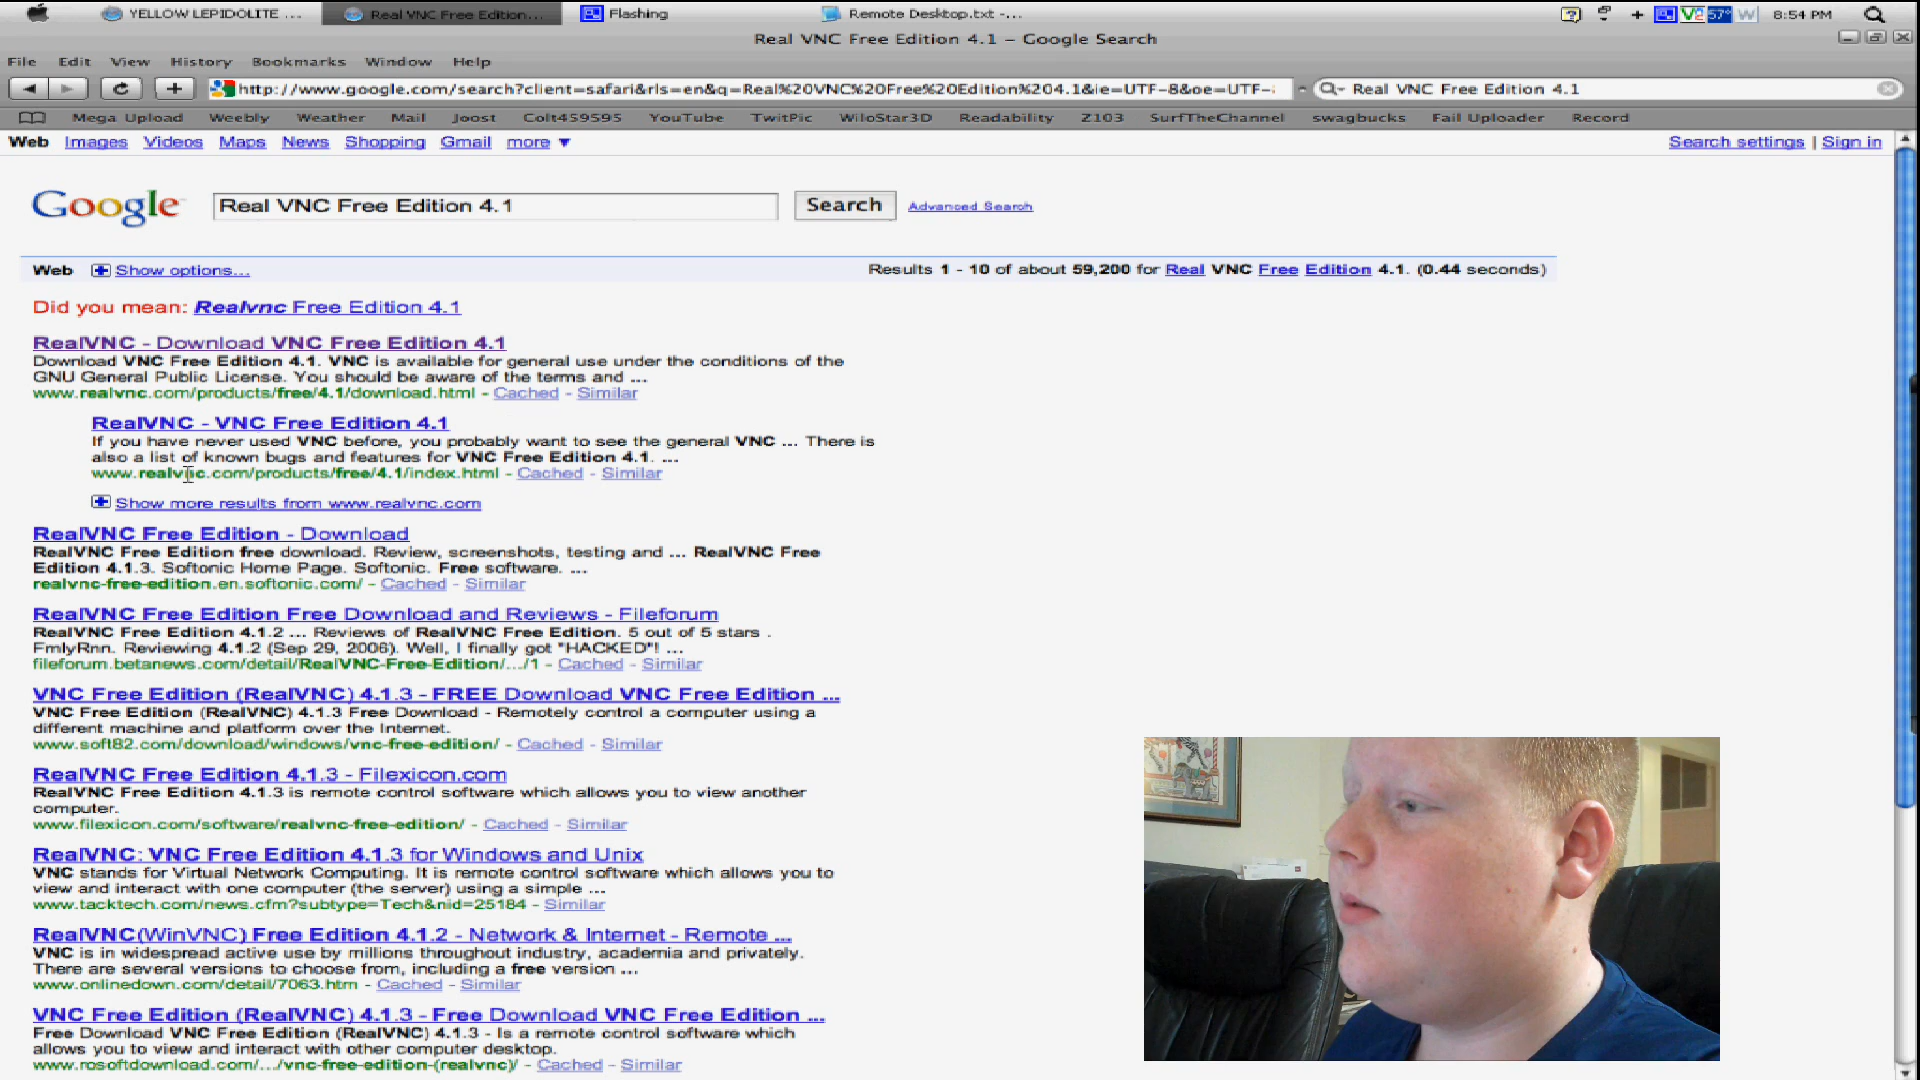 YELLOW LEPIDOLITE ...
Real VNC Free Edition...
Flashing
Remote Desktop.txt -...
57°
8:54 PM
Real VNC Free Edition 4.1 – Google Search
File Edit View History Bookmarks Window Help
http://www.google.com/search?client=safari&rls=en&q=Real%20VNC%20Free%20Edition%204.1&ie=UTF-8&oe=UTF-
Real VNC Free Edition 4.1
Mega Upload Weebly Weather Mail Joost Colt459595 YouTube TwitPic WiloStar3D Readability Z103 SurfTheChannel swagbucks Fail Uploader Record
Web Images Videos Maps News Shopping Gmail more ▼
Search settings | Sign in
Google
Real VNC Free Edition 4.1
Search
Advanced Search
Web Show options...
Results 1 - 10 of about 59,200 for Real VNC Free Edition 4.1. (0.44 seconds)
Did you mean: Realvnc Free Edition 4.1
RealVNC - Download VNC Free Edition 4.1
Download VNC Free Edition 4.1. VNC is available for general use under the conditions of the
GNU General Public License. You should be aware of the terms and ...
www.realvnc.com/products/free/4.1/download.html - Cached - Similar
RealVNC - VNC Free Edition 4.1
If you have never used VNC before, you probably want to see the general VNC ... There is
also a list of known bugs and features for VNC Free Edition 4.1. ...
www.realvnc.com/products/free/4.1/index.html - Cached - Similar
Show more results from www.realvnc.com
RealVNC Free Edition - Download
RealVNC Free Edition free download. Review, screenshots, testing and ... RealVNC Free
Edition 4.1.3. Softonic Home Page. Softonic. Free software. ...
realvnc-free-edition.en.softonic.com/ - Cached - Similar
RealVNC Free Edition Free Download and Reviews - Fileforum
RealVNC Free Edition 4.1.2 ... Reviews of RealVNC Free Edition. 5 out of 5 stars .
FmlyRnn. Reviewing 4.1.2 (Sep 29, 2006). Well, I finally got "HACKED"! ...
fileforum.betanews.com/detail/RealVNC-Free-Edition/.../1 - Cached - Similar
VNC Free Edition (RealVNC) 4.1.3 - FREE Download VNC Free Edition ...
VNC Free Edition (RealVNC) 4.1.3 Free Download - Remotely control a computer using a
different machine and platform over the Internet.
www.soft82.com/download/windows/vnc-free-edition/ - Cached - Similar
RealVNC Free Edition 4.1.3 - Filexicon.com
RealVNC Free Edition 4.1.3 is remote control software which allows you to view another
computer.
www.filexicon.com/software/realvnc-free-edition/ - Cached - Similar
RealVNC: VNC Free Edition 4.1.3 for Windows and Unix
VNC stands for Virtual Network Computing. It is remote control software which allows you to
view and interact with one computer (the server) using a simple ...
www.tacktech.com/news.cfm?subtype=Tech&nid=25184 - Similar
RealVNC(WinVNC) Free Edition 4.1.2 - Network & Internet - Remote ...
VNC is in widespread active use by millions throughout industry, academia and privately.
There are several versions to choose from, including a free version ...
www.onlinedown.com/detail/7063.htm - Cached - Similar
VNC Free Edition (RealVNC) 4.1.3 - Free Download VNC Free Edition ...
Free Download VNC Free Edition (RealVNC) 4.1.3 - Is a remote control software which
allows you to view and interact with other computer desktop.
www.rosoftdownload.com/.../vnc-free-edition-(realvnc)/ - Cached - Similar